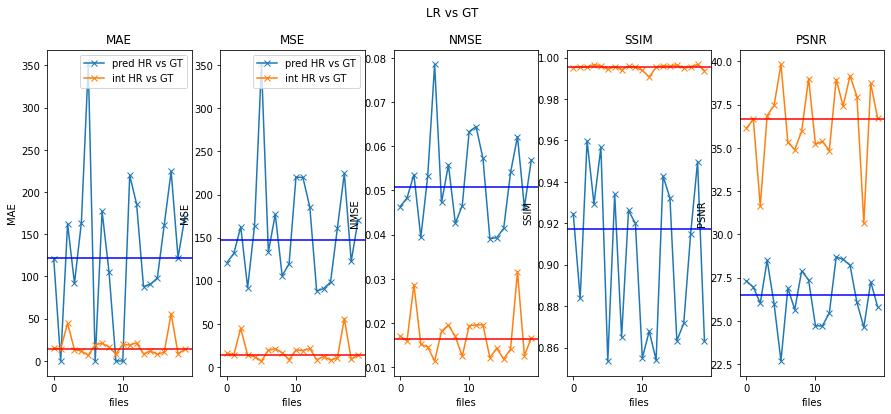 LR vs GT
MAE
MSE
NMSE
SSIM
PSNR
pred HR vs GT
int HR vs GT
pred HR vs GT
int HR vs GT
MAE
350
300
250
200
150
100
50
0
0
10
files
MSE
350
300
250
200
150
100
50
0
0
10
files
NMSE
0.08
0.07
0.06
0.05
0.04
0.03
0.02
0.01
0
10
files
SSIM
1.00
0.98
0.96
0.94
0.92
0.90
0.88
0.86
0
10
files
PSNR
40.0
37.5
35.0
32.5
30.0
27.5
25.0
22.5
0
10
files